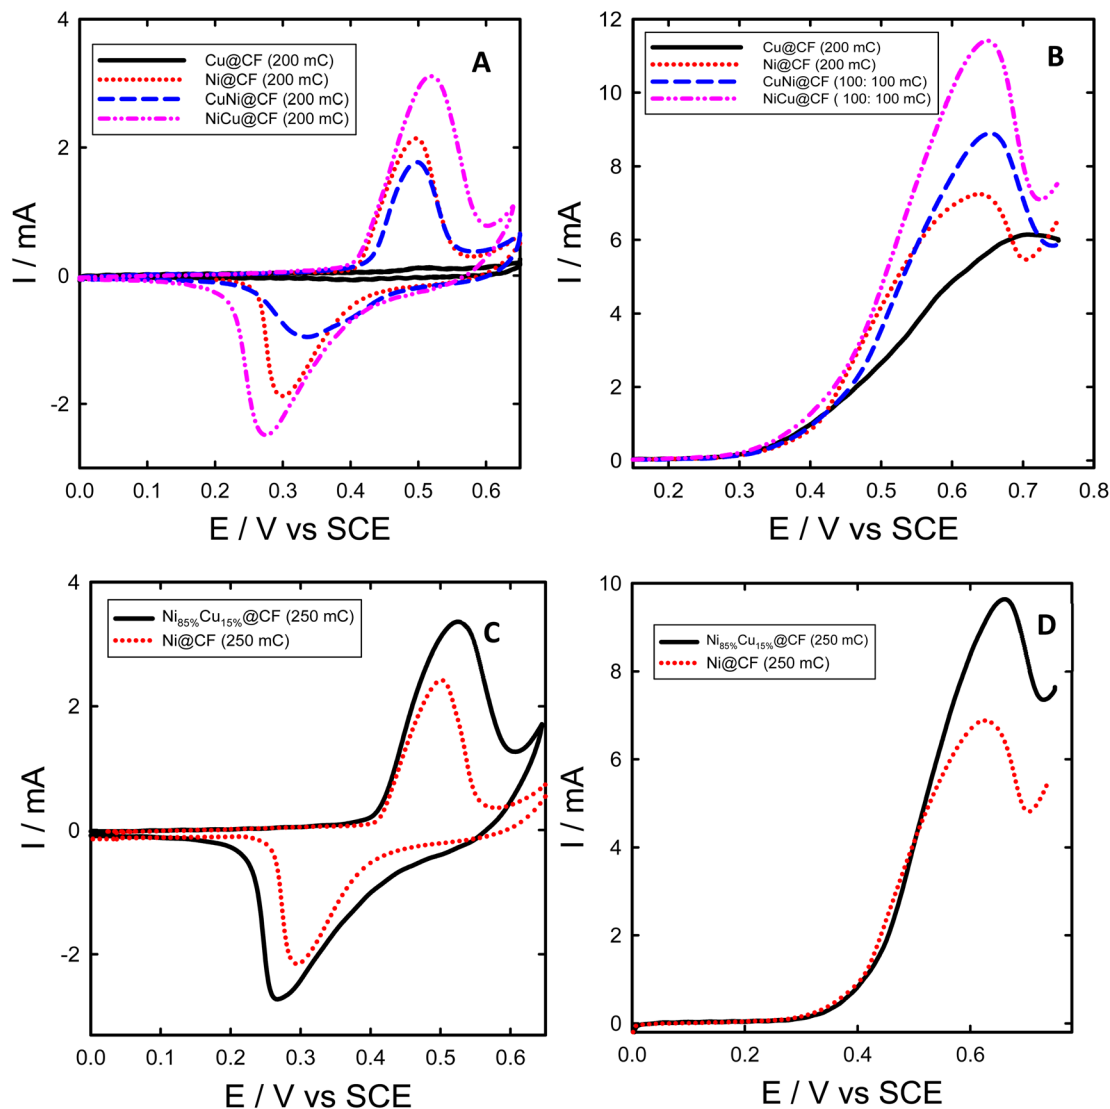 A
Cu@CF (200 mC)
Ni@CF (200 mC)
CuNi@CF (200 mC)
NiCu@CF (200 mC)
4
2
0
-2
I / mA
0.0 0.1 0.2 0.3 0.4 0.5 0.6
E / V vs SCE
B
Cu@CF (200 mC)
Ni@CF (200 mC)
CuNi@CF (100: 100 mC)
NiCu@CF ( 100: 100 mC)
12
10
8
6
4
2
0
I / mA
0.2 0.3 0.4 0.5 0.6 0.7 0.8
E / V vs SCE
C
Ni85%Cu15%@CF (250 mC)
Ni@CF (250 mC)
4
2
0
-2
I / mA
0.0 0.1 0.2 0.3 0.4 0.5 0.6
E / V vs SCE
D
Ni85%Cu15%@CF (250 mC)
Ni@CF (250 mC)
10
8
6
4
2
0
I / mA
0.0 0.2 0.4 0.6
E / V vs SCE